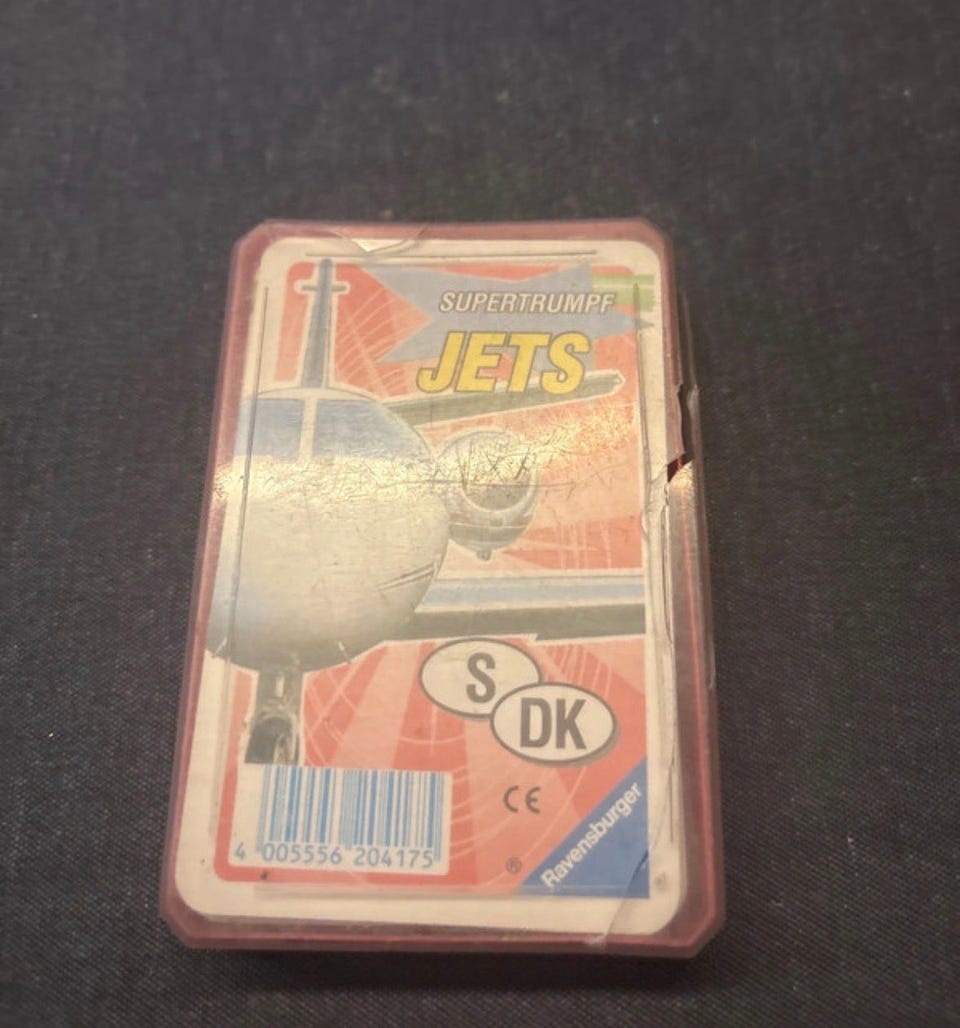 SUPERTRUMPF
JETS
S
DK
CE
4 005556 204175
®
Ravensburger